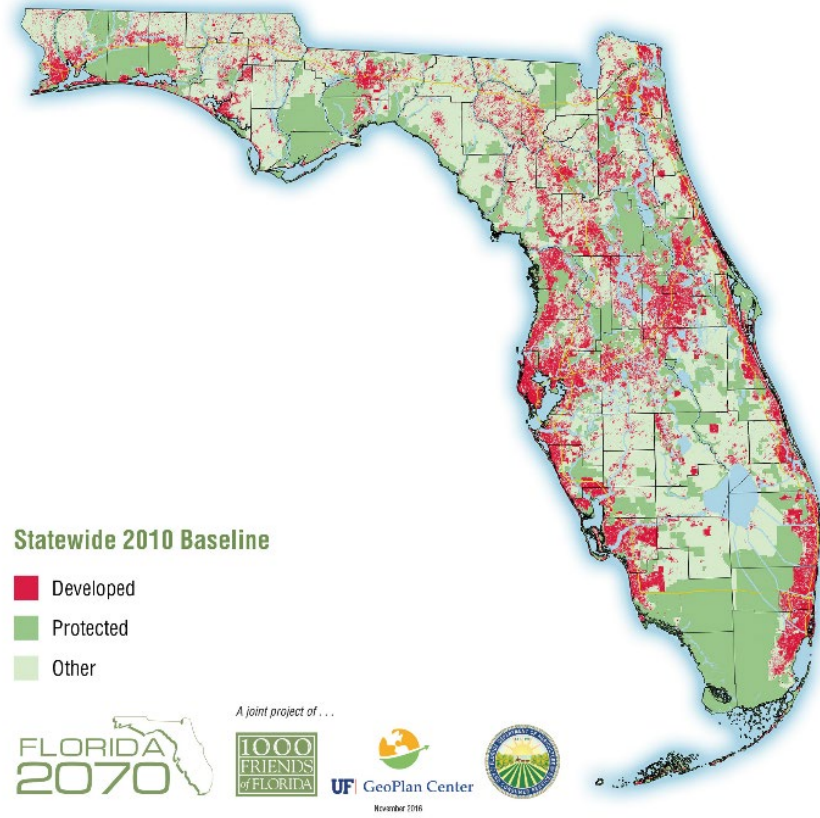 Statewide 2010 Baseline
Developed
Protected
Other
A joint project of . . .
FLORIDA
2070
1000
FRIENDS
of FLORIDA
UF GeoPlan Center
November 2016